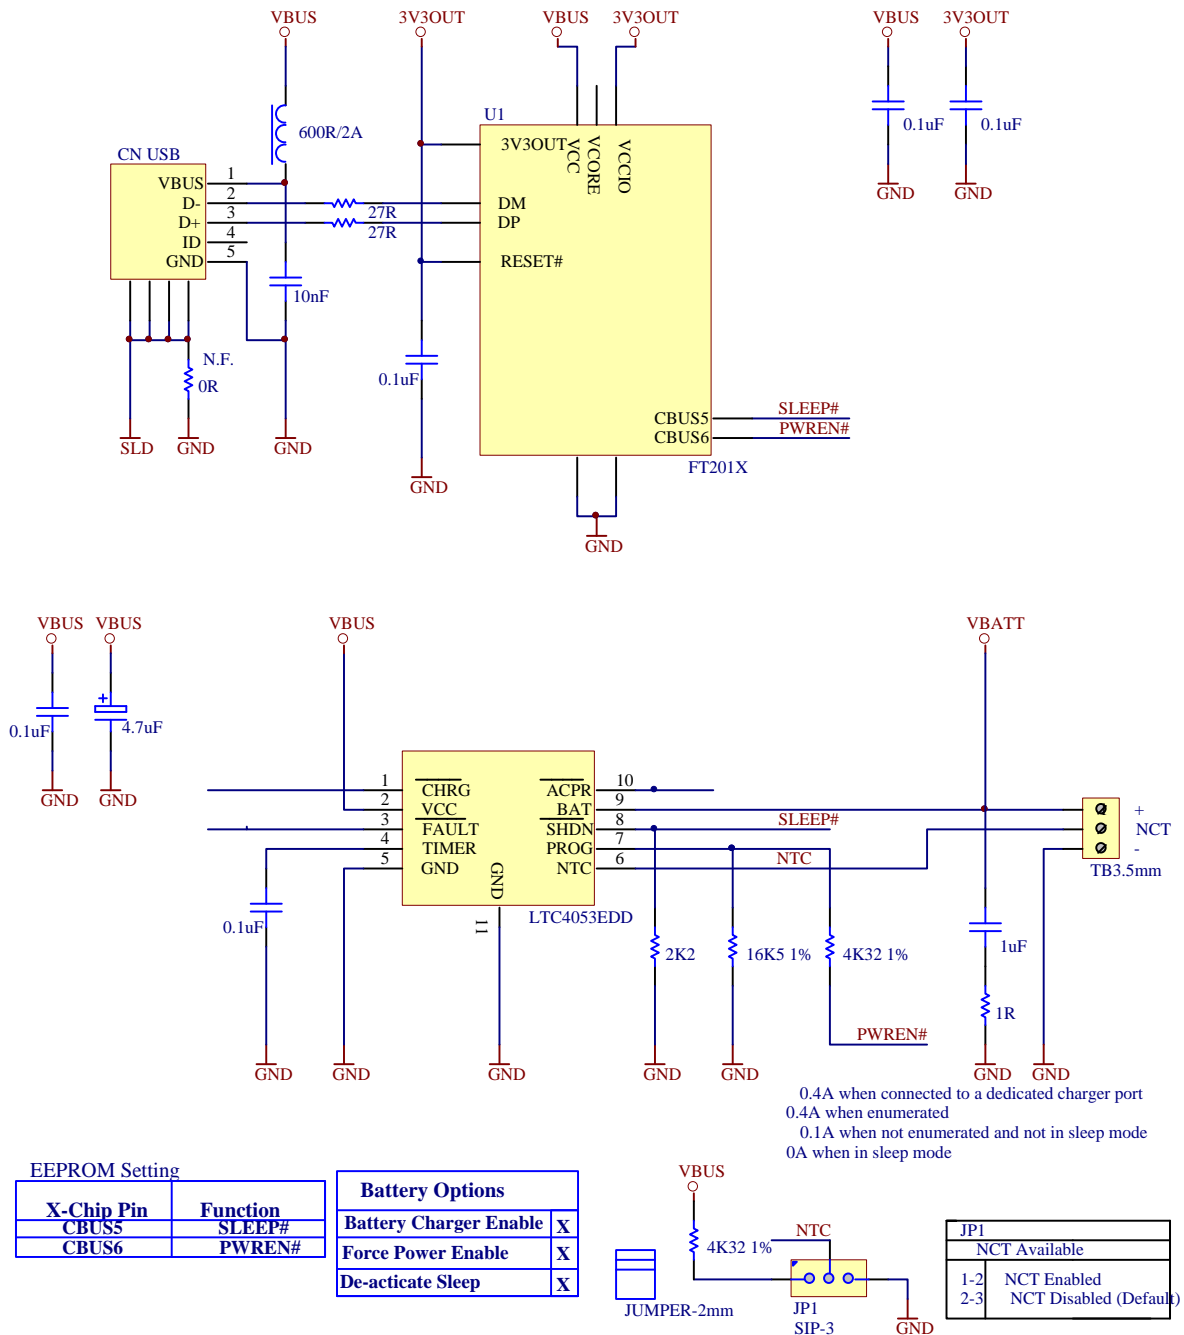 VBUS
3V3OUT
VBUS
3V3OUT
VBUS
3V3OUT
600R/2A
U1
0.1uF
0.1uF
GND
GND
CN USB
VBUS
D-
D+
ID
GND
1
2
3
4
5
27R
27R
10nF
N.F.
0R
SLD
GND
GND
0.1uF
GND
3V3OUT
VCC
VCORE
VCCIO
DM
DP
RESET#
CBUS5
CBUS6
SLEEP#
PWREN#
FT201X
GND
VBUS
VBUS
VBUS
VBATT
0.1uF
4.7uF
GND
GND
1
2
3
4
5
CHRG
VCC
FAULT
TIMER
GND
GND
11
ACPR
BAT
SHDN
PROG
NTC
10
9
8
7
6
SLEEP#
NTC
LTC4053EDD
+
NCT
-
TB3.5mm
0.1uF
2K2
16K5 1%
4K32 1%
1uF
1R
PWREN#
GND
GND
GND
GND
GND
GND
GND
0.4A when connected to a dedicated charger port
0.4A when enumerated
0.1A when not enumerated and not in sleep mode
0A when in sleep mode
EEPROM Setting
X-Chip Pin Function
CBUS5 SLEEP#
CBUS6 PWREN#
Battery Options
Battery Charger Enable X
Force Power Enable X
De-acticate Sleep X
JUMPER-2mm
VBUS
4K32 1%
NTC
JP1
SIP-3
GND
JP1
NCT Available
1-2 NCT Enabled
2-3 NCT Disabled (Default)